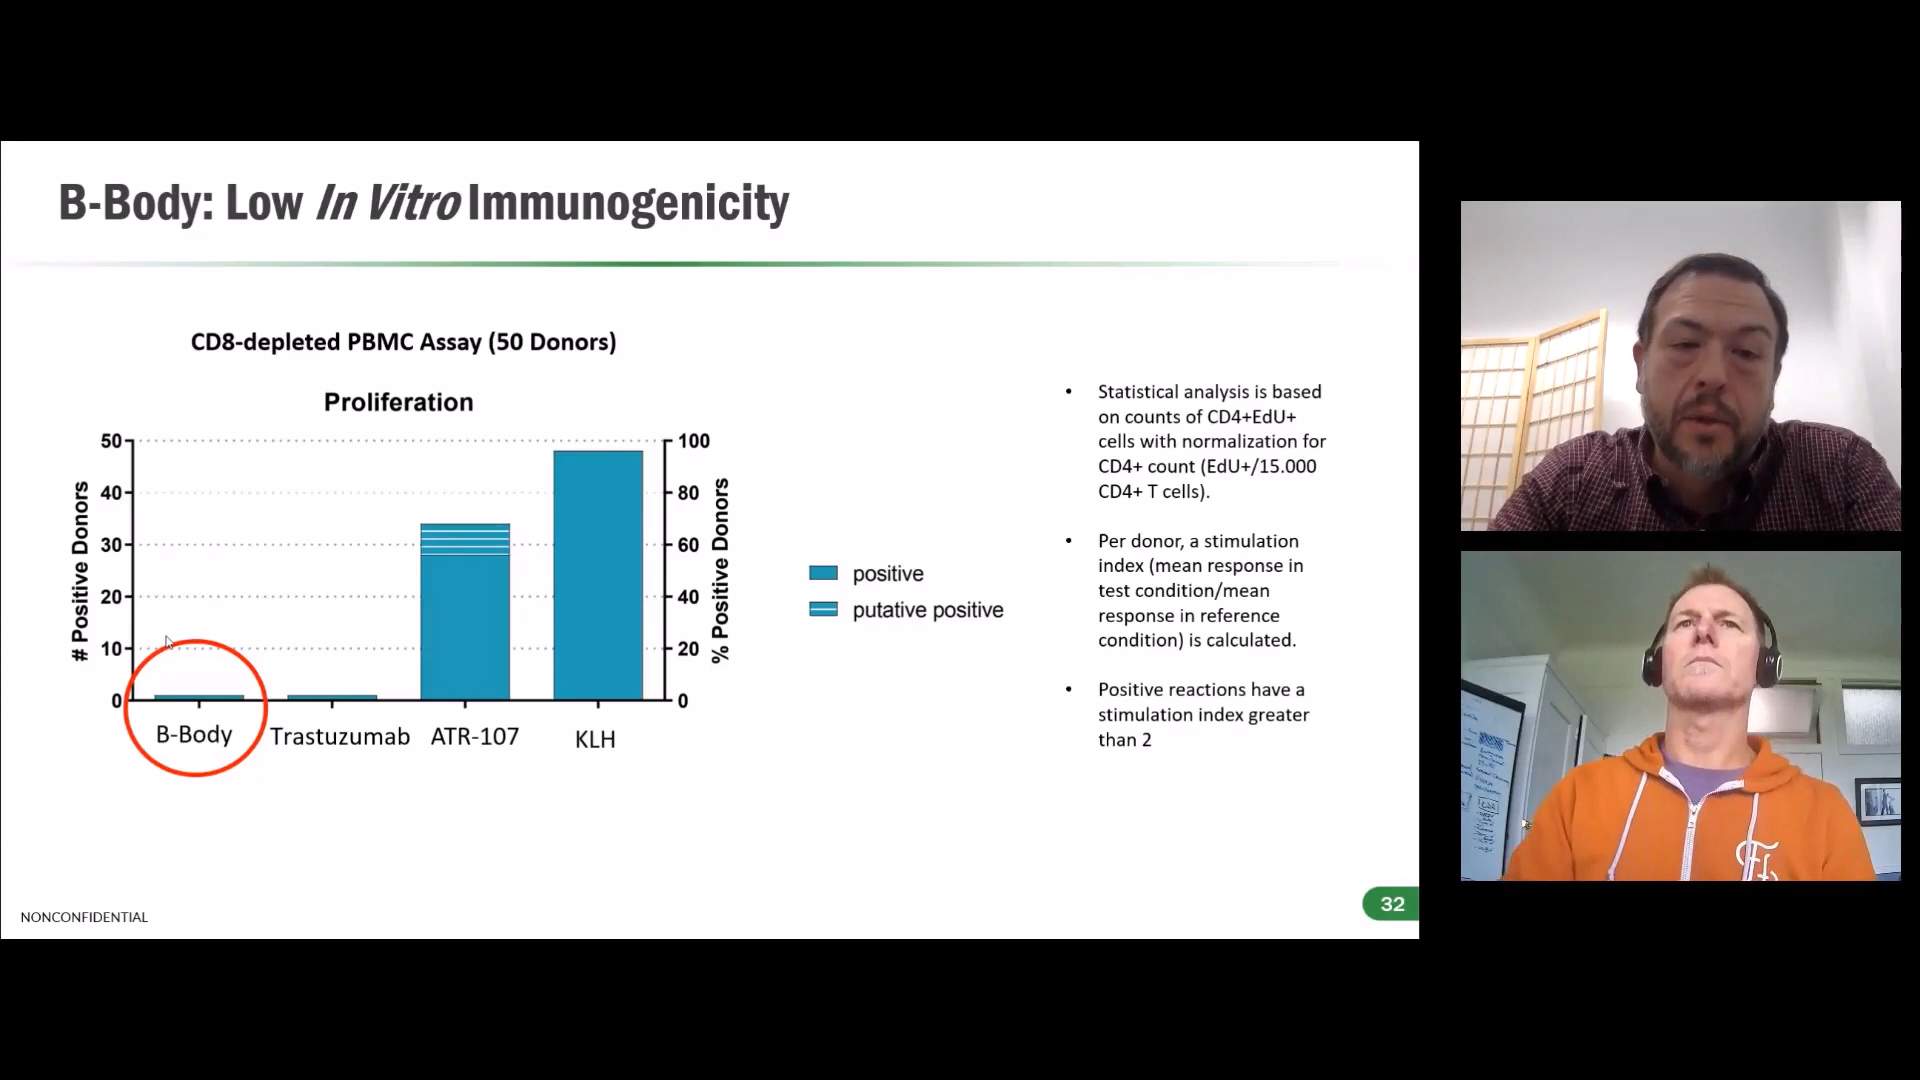 B-Body: Low In Vitro Immunogenicity
CD8-depleted PBMC Assay (50 Donors)
Proliferation
# Positive Donors
50
40
30
20
10
0
100
80
60
40
20
0
% Positive Donors
B-Body
Trastuzumab
ATR-107
KLH
positive
putative positive
• Statistical analysis is based
on counts of CD4+EdU+
cells with normalization for
CD4+ count (EdU+/15.000
CD4+ T cells).
• Per donor, a stimulation
index (mean response in
test condition/mean
response in reference
condition) is calculated.
• Positive reactions have a
stimulation index greater
than 2
NONCONFIDENTIAL
32